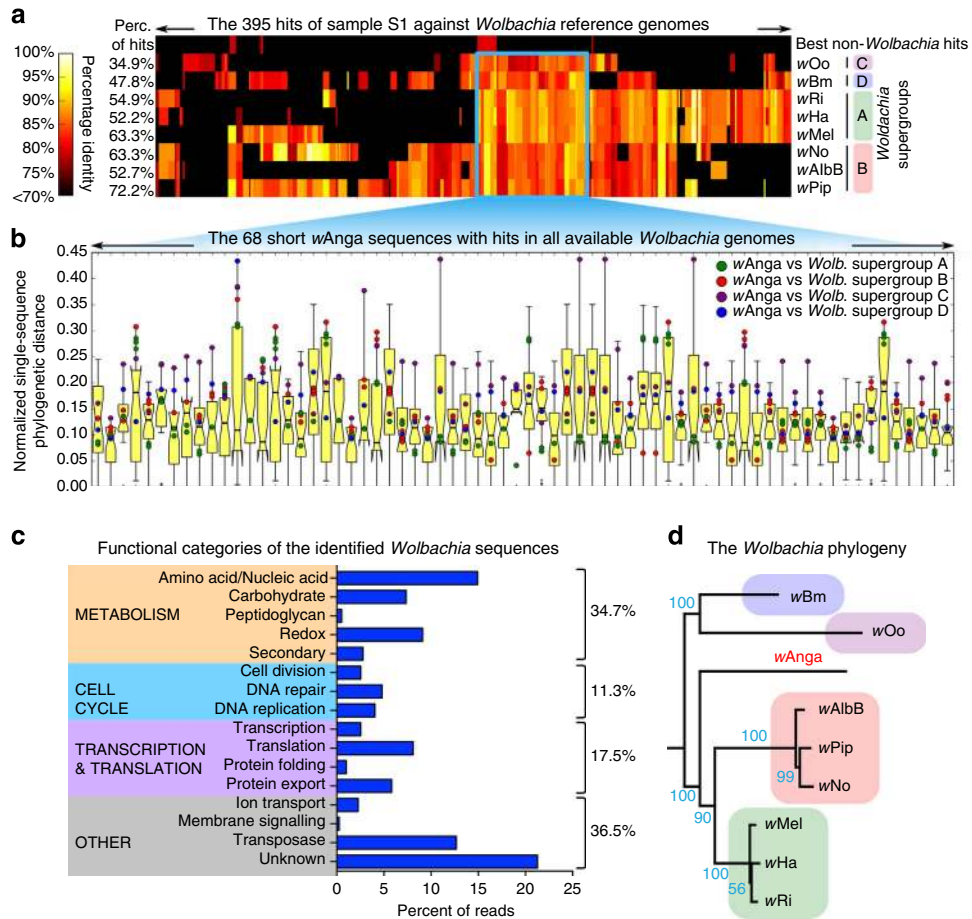 a
Perc. of hits
The 395 hits of sample S1 against Wolbachia reference genomes
100%
95%
90%
85%
80%
75%
<70%
Percentage identity
Best non-Wolbachia hits
34.9% wOo C
47.8% wBm D
54.9% wRi
52.2% wHa A
63.3% wMel
63.3% wNo
52.7% wAlbB B
72.2% wPip
Woldachia
supergroups
b
The 68 short wAnga sequences with hits in all available Wolbachia genomes
Normalized single-sequence
phylogenetic distance
0.45
0.40
0.35
0.30
0.25
0.20
0.15
0.10
0.05
0.00
wAnga vs Wolb. supergroup A
wAnga vs Wolb. supergroup B
wAnga vs Wolb. supergroup C
wAnga vs Wolb. supergroup D
c
Functional categories of the identified Wolbachia sequences
METABOLISM
Amino acid/Nucleic acid
Carbohydrate
Peptidoglycan
Redox
Secondary
34.7%
CELL
CYCLE
Cell division
DNA repair
DNA replication
11.3%
TRANSCRIPTION
& TRANSLATION
Transcription
Translation
Protein folding
Protein export
17.5%
OTHER
Ion transport
Membrane signalling
Transposase
Unknown
36.5%
0 5 10 15 20 25
Percent of reads
d
The Wolbachia phylogeny
100
wBm
wOo
wAnga
wAlbB
100
wPip
99
wNo
100
90
wMel
wHa
100
56
wRi